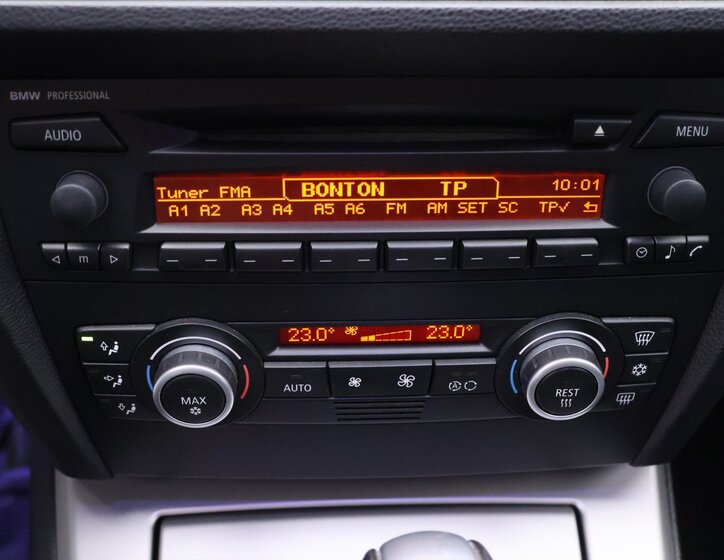 BMW PROFESSIONAL
AUDIO
MENU
Tuner FMA BONTON TP 10:01
A1 A2 A3 A4 A5 A6 FM AM SET SC TP✓
m
23.0° 23.0°
AUTO
A
MAX
REST